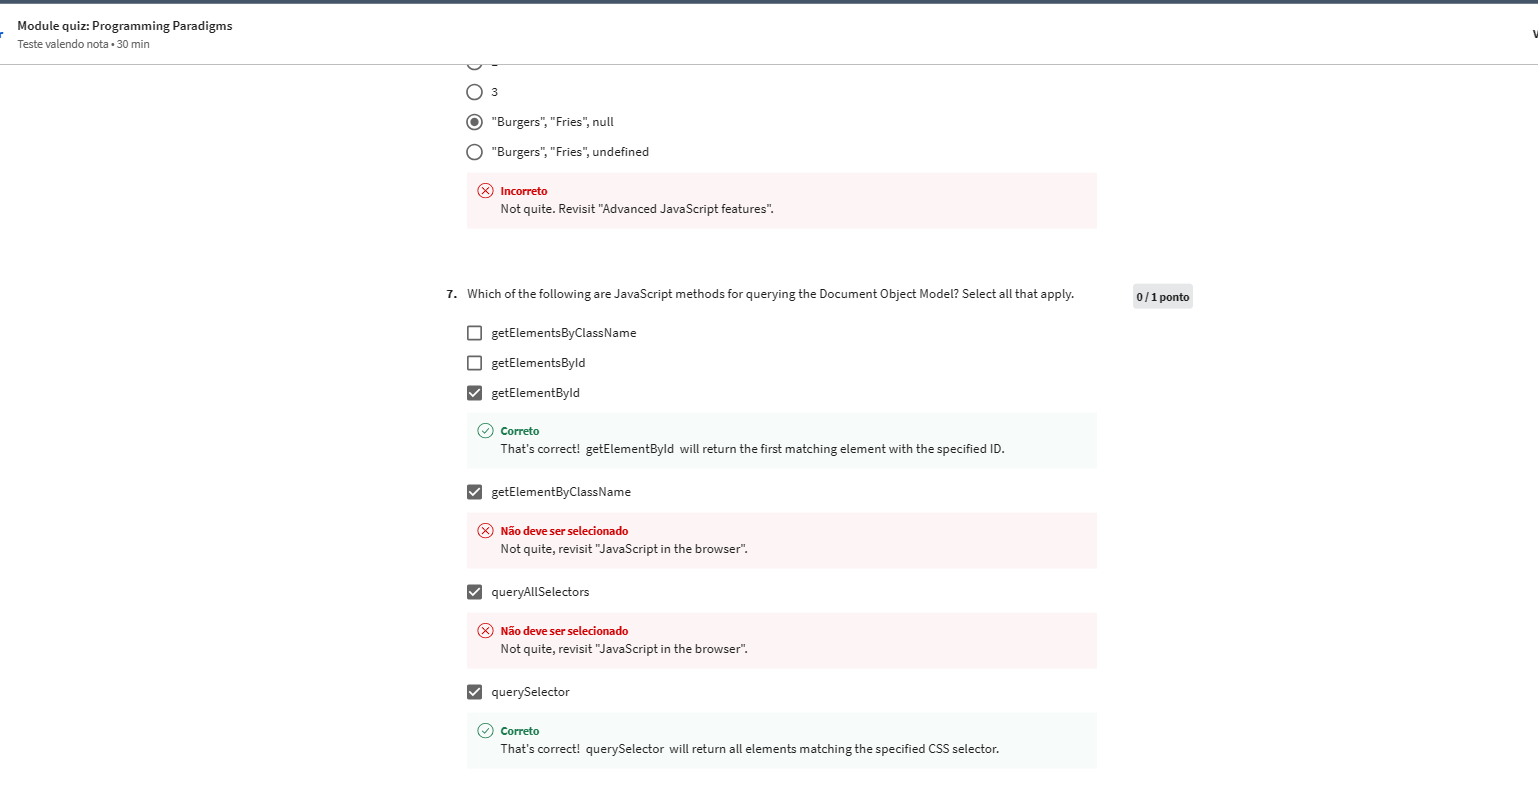 Module quiz: Programming Paradigms
Teste valendo nota • 30 min
3
"Burgers", "Fries", null
"Burgers", "Fries", undefined
Incorreto
Not quite. Revisit "Advanced JavaScript features".
7. Which of the following are JavaScript methods for querying the Document Object Model? Select all that apply.
0 / 1 ponto
getElementsByClassName
getElementsById
getElementById
Correto
That's correct! getElementById will return the first matching element with the specified ID.
getElementByClassName
Não deve ser selecionado
Not quite, revisit "JavaScript in the browser".
queryAllSelectors
Não deve ser selecionado
Not quite, revisit "JavaScript in the browser".
querySelector
Correto
That's correct! querySelector will return all elements matching the specified CSS selector.